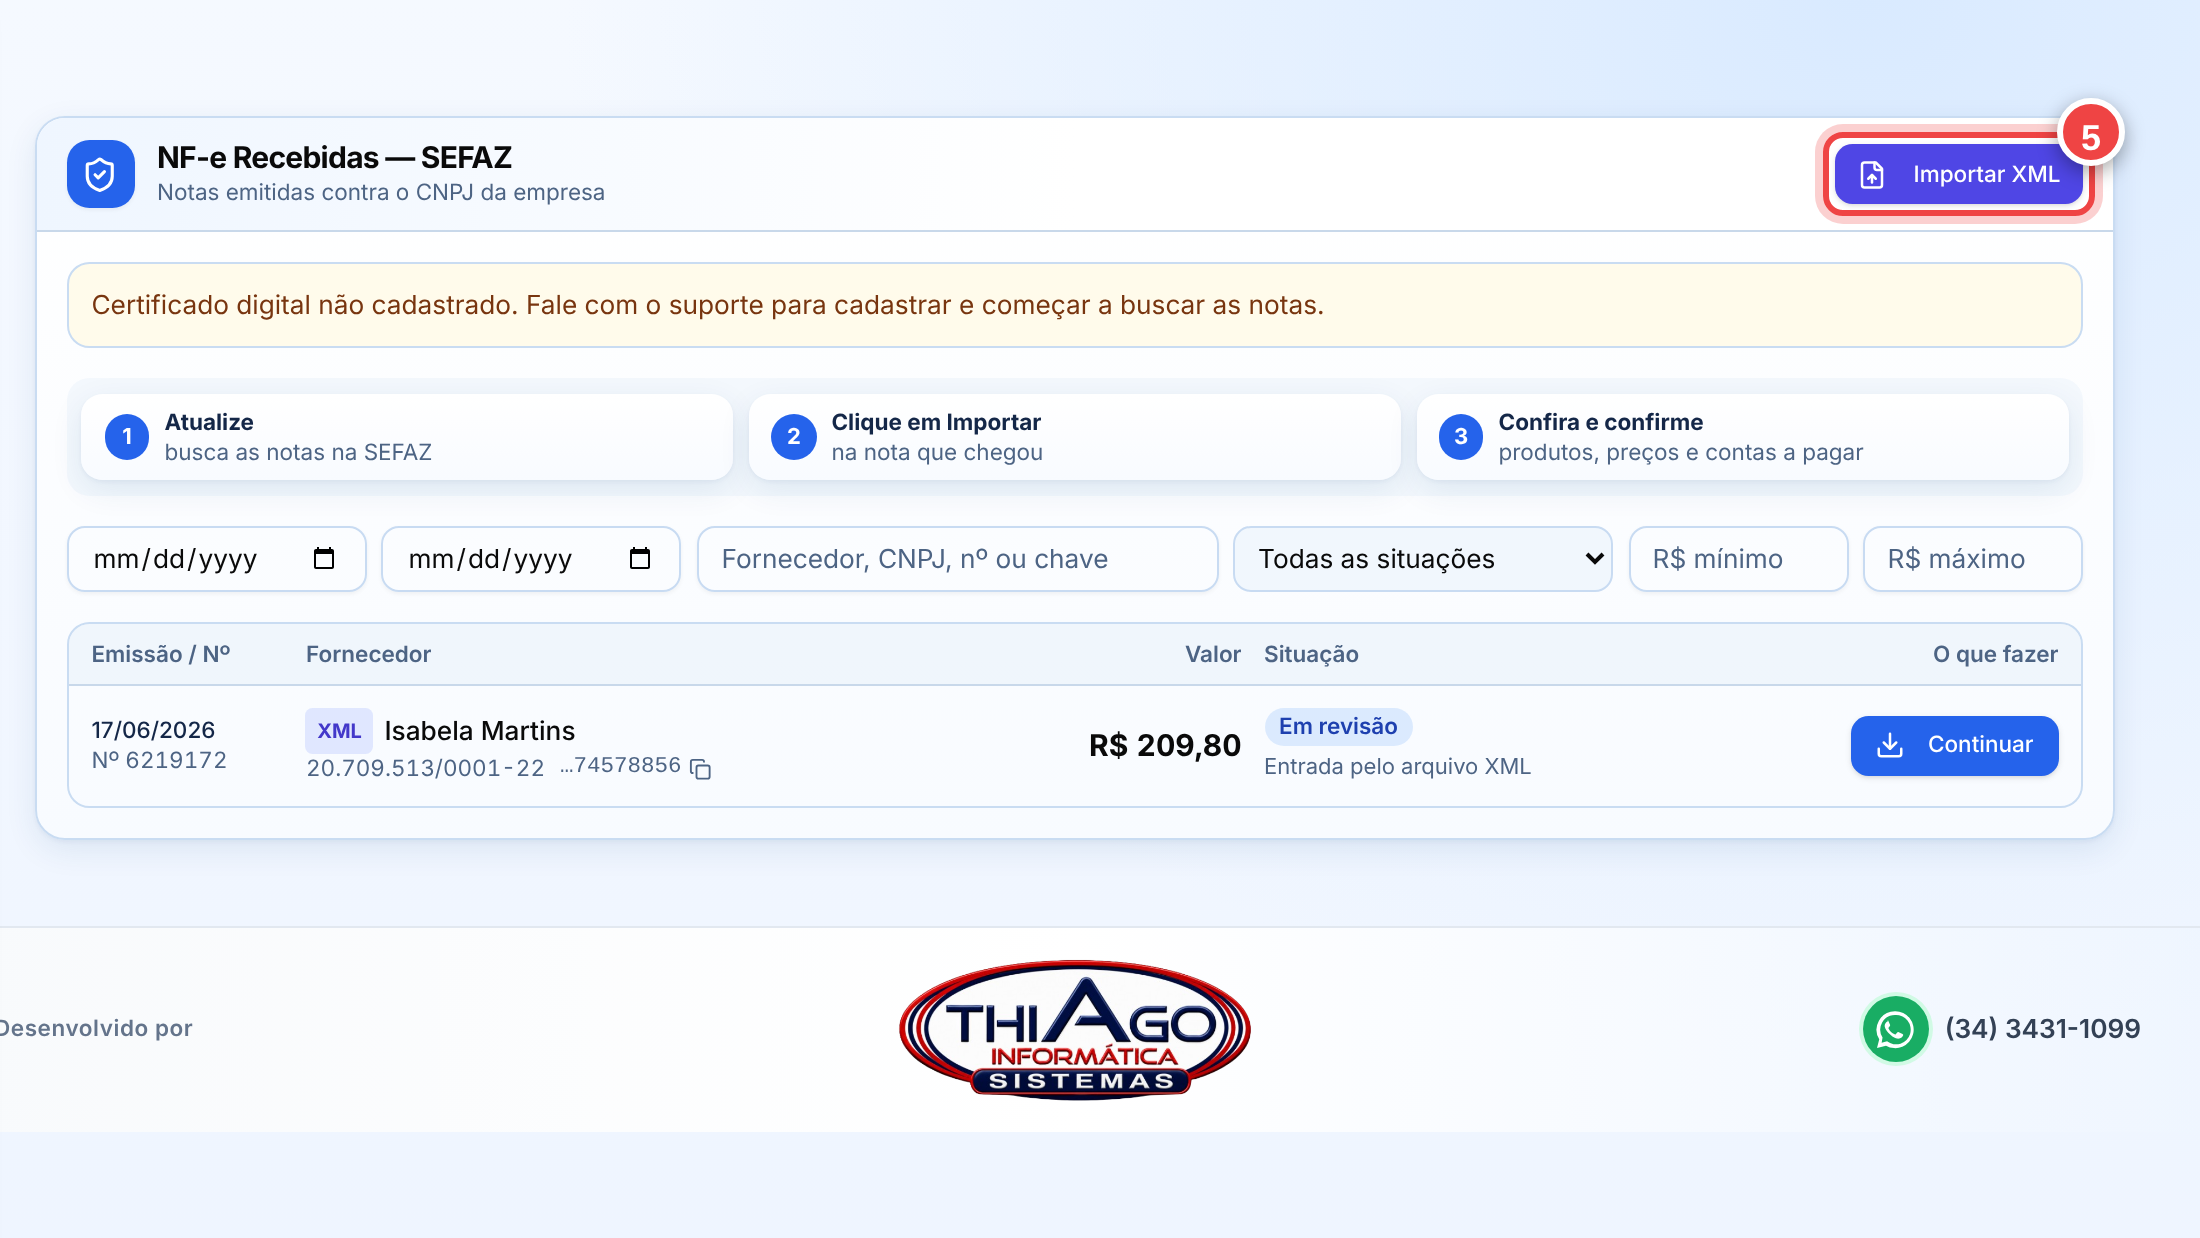 5
NF-e Recebidas — SEFAZ
Notas emitidas contra o CNPJ da empresa
Importar XML
Certificado digital não cadastrado. Fale com o suporte para cadastrar e começar a buscar as notas.
1
Atualize
busca as notas na SEFAZ
2
Clique em Importar
na nota que chegou
3
Confira e confirme
produtos, preços e contas a pagar
mm/dd/yyyy
mm/dd/yyyy
Fornecedor, CNPJ, nº ou chave
Todas as situações
R$ mínimo
R$ máximo
Emissão / Nº
Fornecedor
Valor
Situação
O que fazer
17/06/2026
Nº 6219172
XML Isabela Martins
20.709.513/0001-22 …74578856
R$ 209,80
Em revisão
Entrada pelo arquivo XML
Continuar
Desenvolvido por
THIAGO
INFORMÁTICA
SISTEMAS
(34) 3431-1099